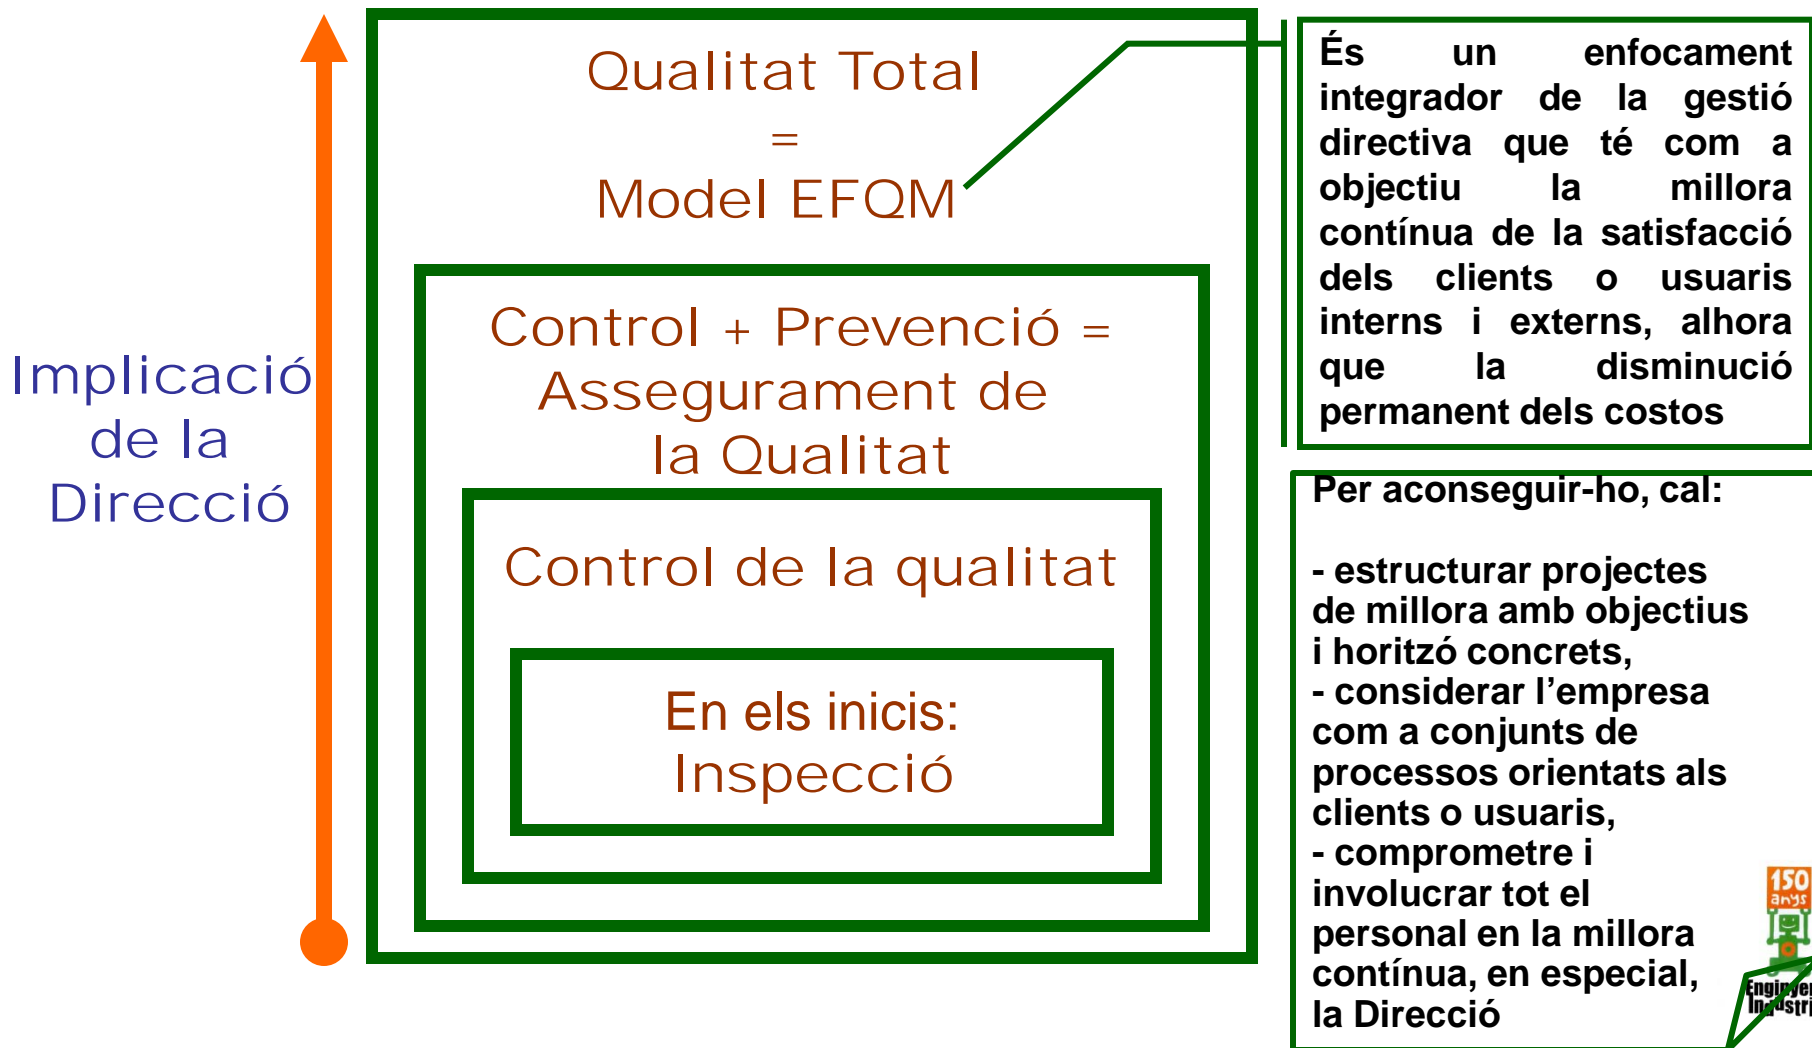 Implicació
de la
Direcció
Qualitat Total
=
Model EFQM
Control + Prevenció =
Assegurament de
la Qualitat
Control de la qualitat
En els inicis:
Inspecció
És un enfocament
integrador de la gestió
directiva que té com a
objectiu la millora
contínua de la satisfacció
dels clients o usuaris
interns i externs, alhora
que la disminució
permanent dels costos
Per aconseguir-ho, cal:
- estructurar projectes
de millora amb objectius
i horitzó concrets,
- considerar l’empresa
com a conjunts de
processos orientats als
clients o usuaris,
- comprometre i
involucrar tot el
personal en la millora
contínua, en especial,
la Direcció
150
anys